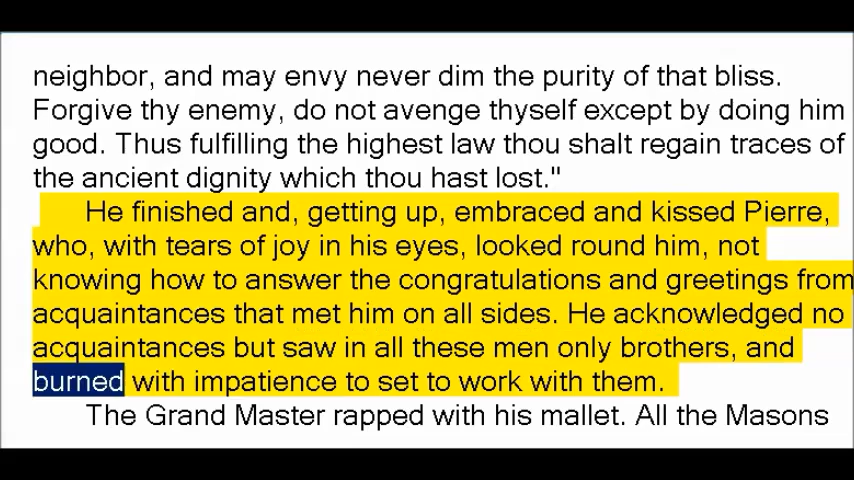 neighbor, and may envy never dim the purity of that bliss.
Forgive thy enemy, do not avenge thyself except by doing him
good. Thus fulfilling the highest law thou shalt regain traces of
the ancient dignity which thou hast lost."
He finished and, getting up, embraced and kissed Pierre,
who, with tears of joy in his eyes, looked round him, not
knowing how to answer the congratulations and greetings from
acquaintances that met him on all sides. He acknowledged no
acquaintances but saw in all these men only brothers, and
burned with impatience to set to work with them.
The Grand Master rapped with his mallet. All the Masons